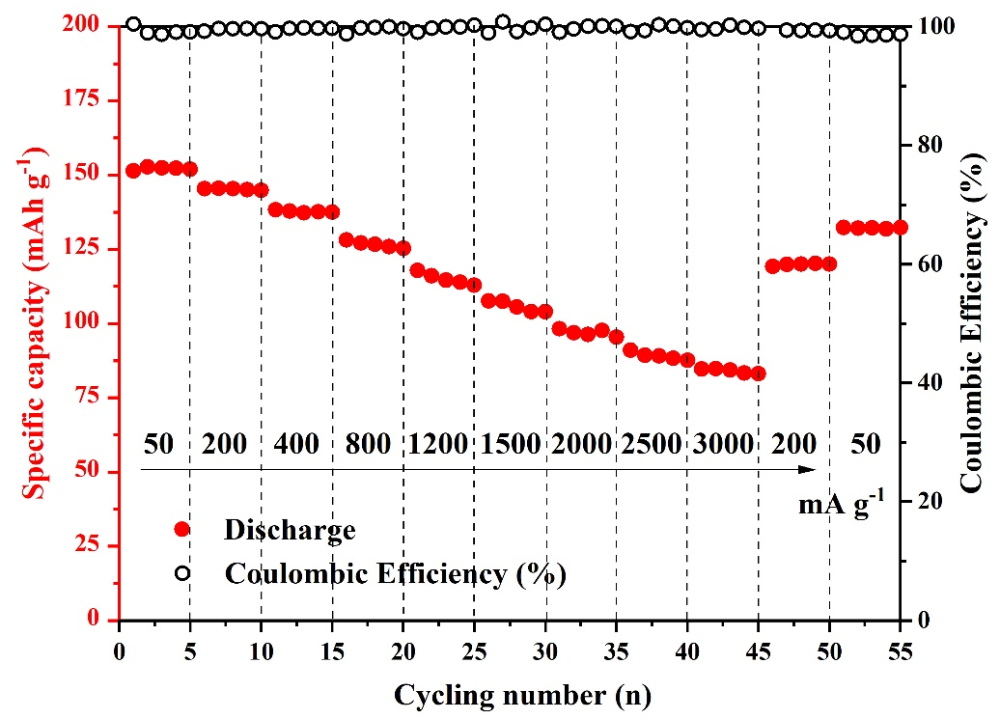 200
175
150
125
100
75
50
25
0
Specific capacity (mAh g-1)
100
80
60
40
20
0
Coulombic Efficiency (%)
50 200 400 800 1200 1500 2000 2500 3000 200 50
mA g-1
Discharge
Coulombic Efficiency (%)
0 5 10 15 20 25 30 35 40 45 50 55
Cycling number (n)